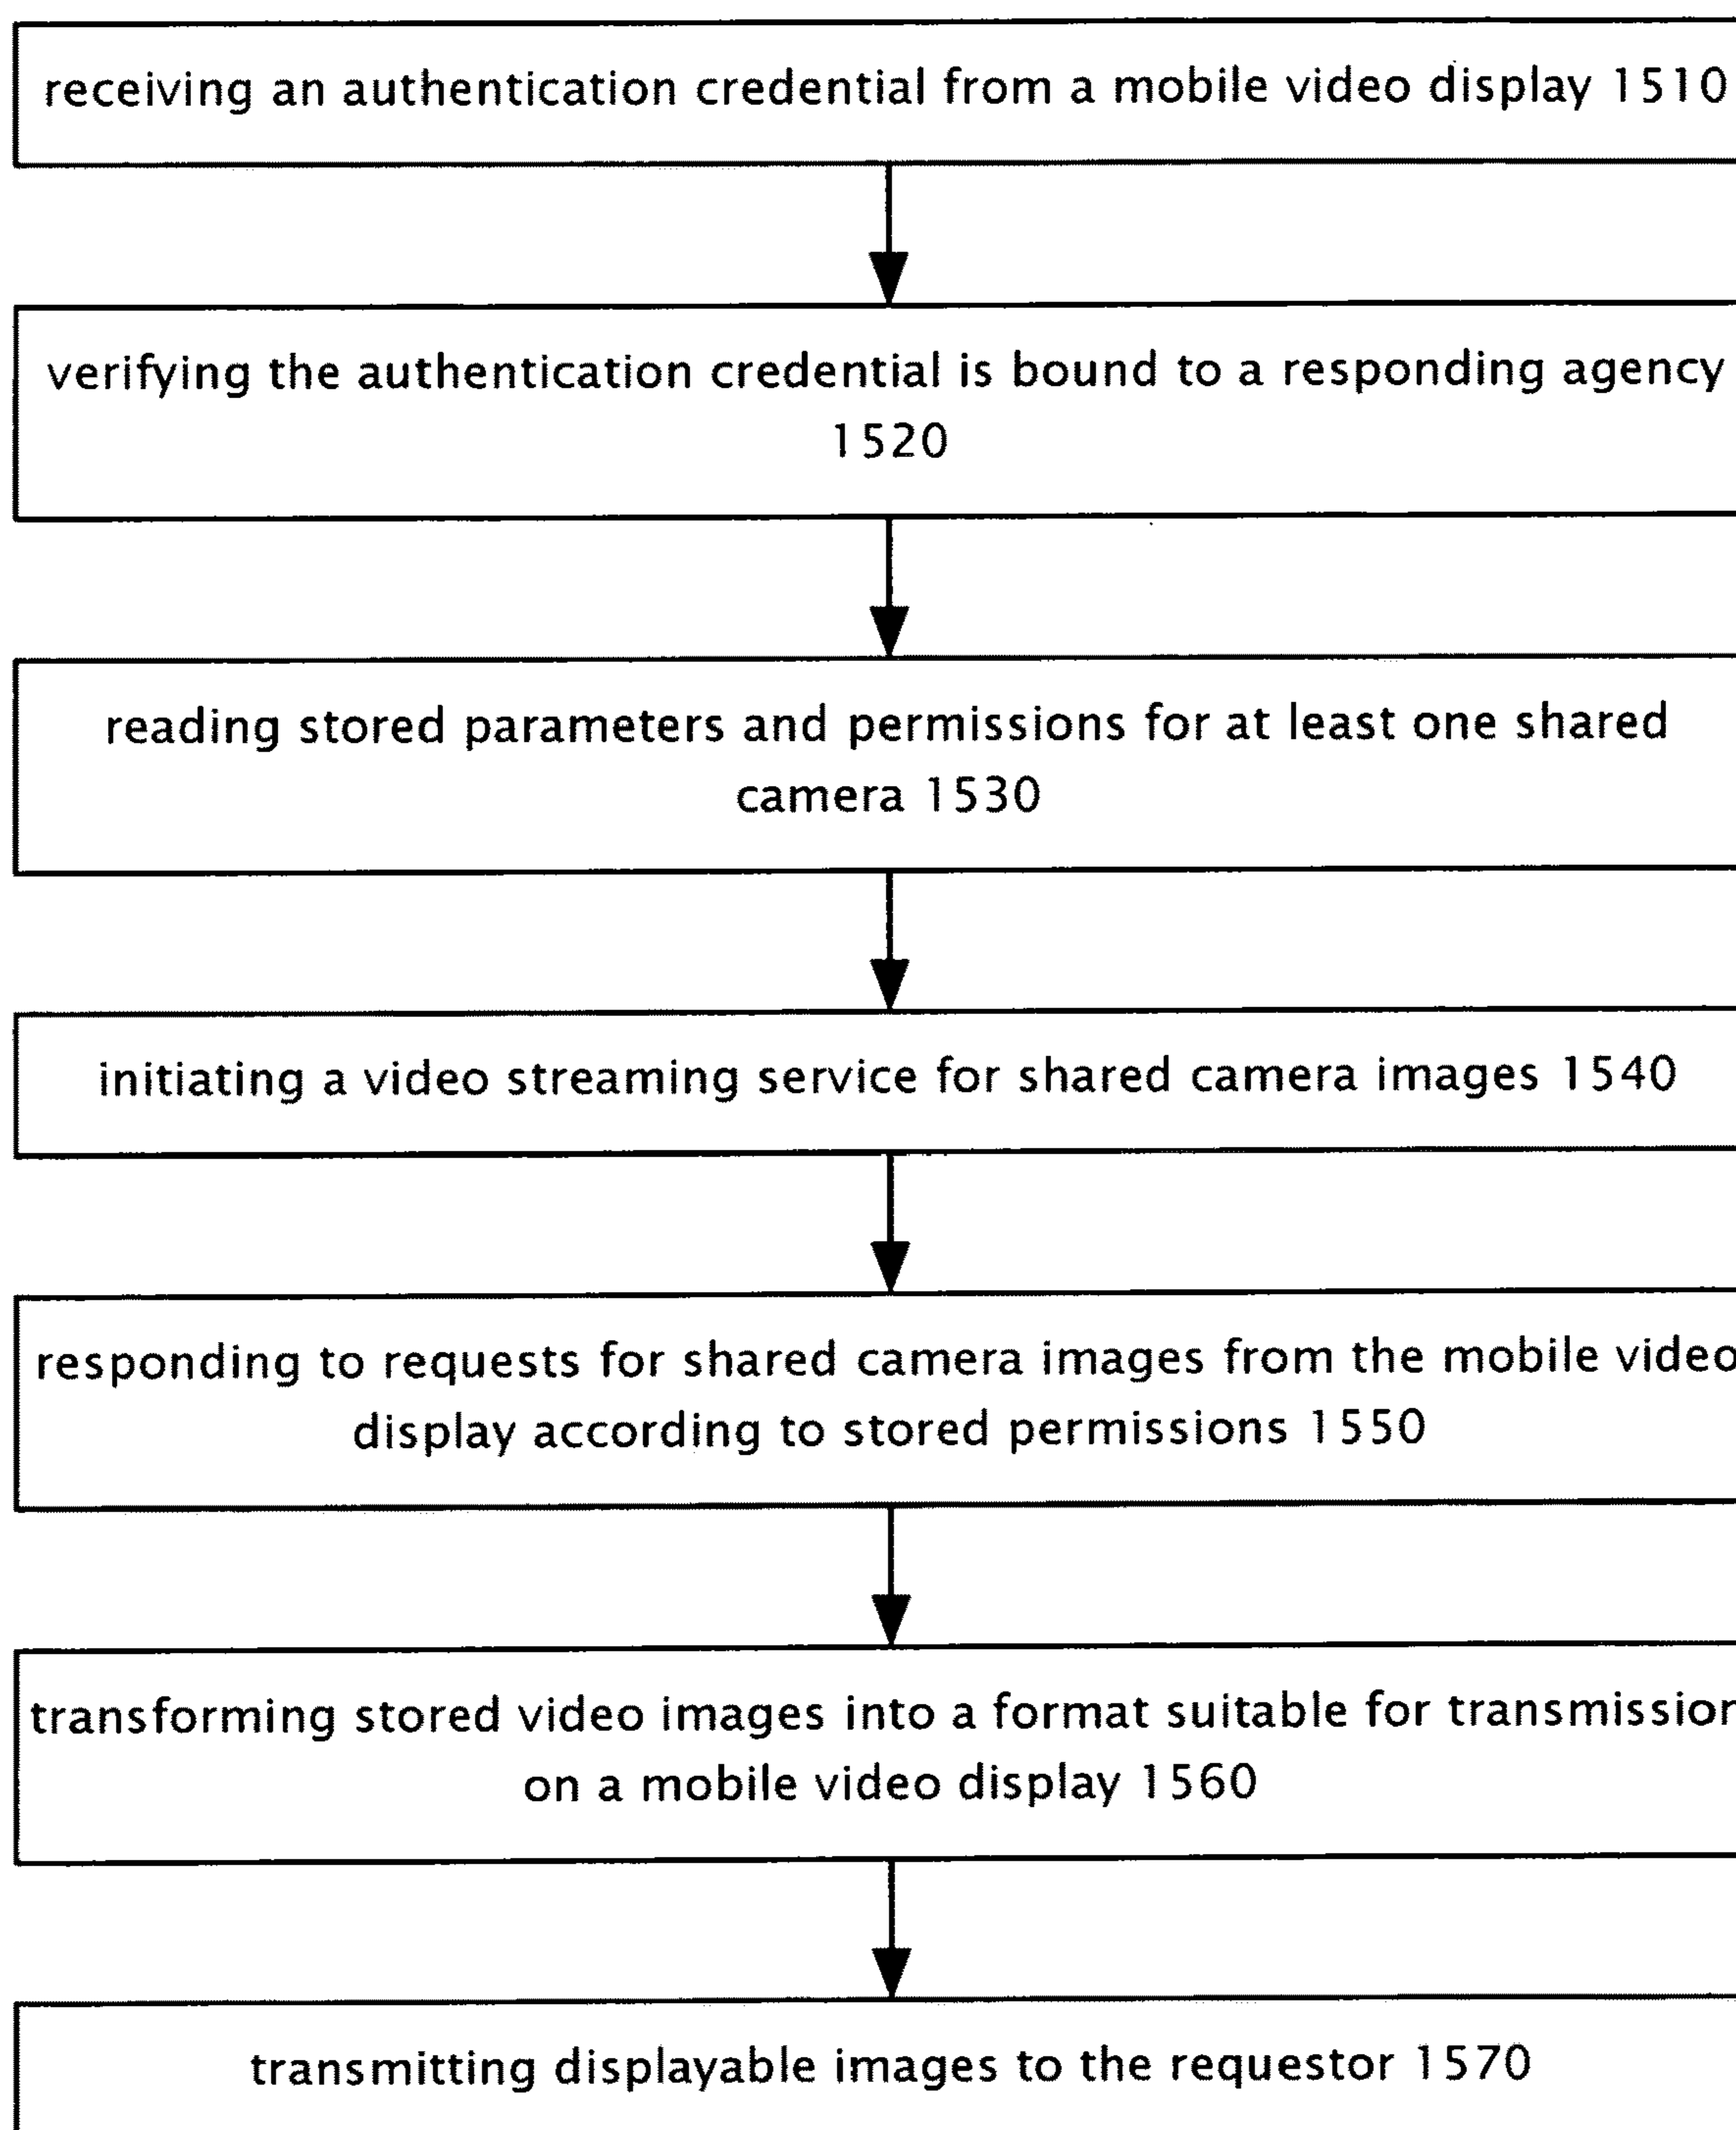 receiving an authentication credential from a mobile video display 1510
verifying the authentication credential is bound to a responding agency
1520
reading stored parameters and permissions for at least one shared
camera 1530
initiating a video streaming service for shared camera images 1540
responding to requests for shared camera images from the mobile video
display according to stored permissions 1550
transforming stored video images into a format suitable for transmission
on a mobile video display 1560
transmitting displayable images to the requestor 1570